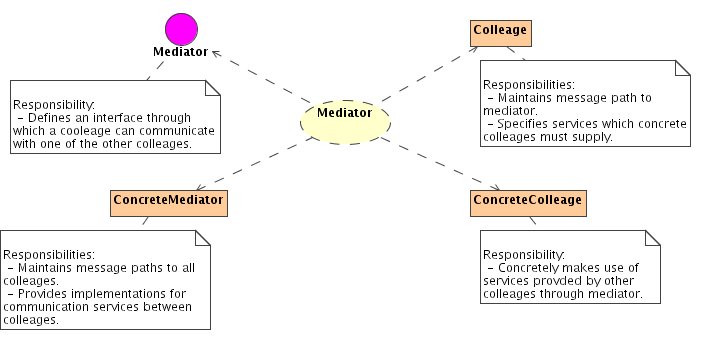 Mediator
Responsibility:
- Defines an interface through
which a cooleage can communicate
with one of the other colleages.
Colleage
Responsibilities:
- Maintains message path to
mediator.
- Specifies services which concrete
colleages must supply.
Mediator
ConcreteMediator
Responsibilities:
- Maintains message paths to all
colleages.
- Provides implementations for
communication services between
colleages.
ConcreteColleage
Responsibility:
- Concretely makes use of
services provded by other
colleages through mediator.